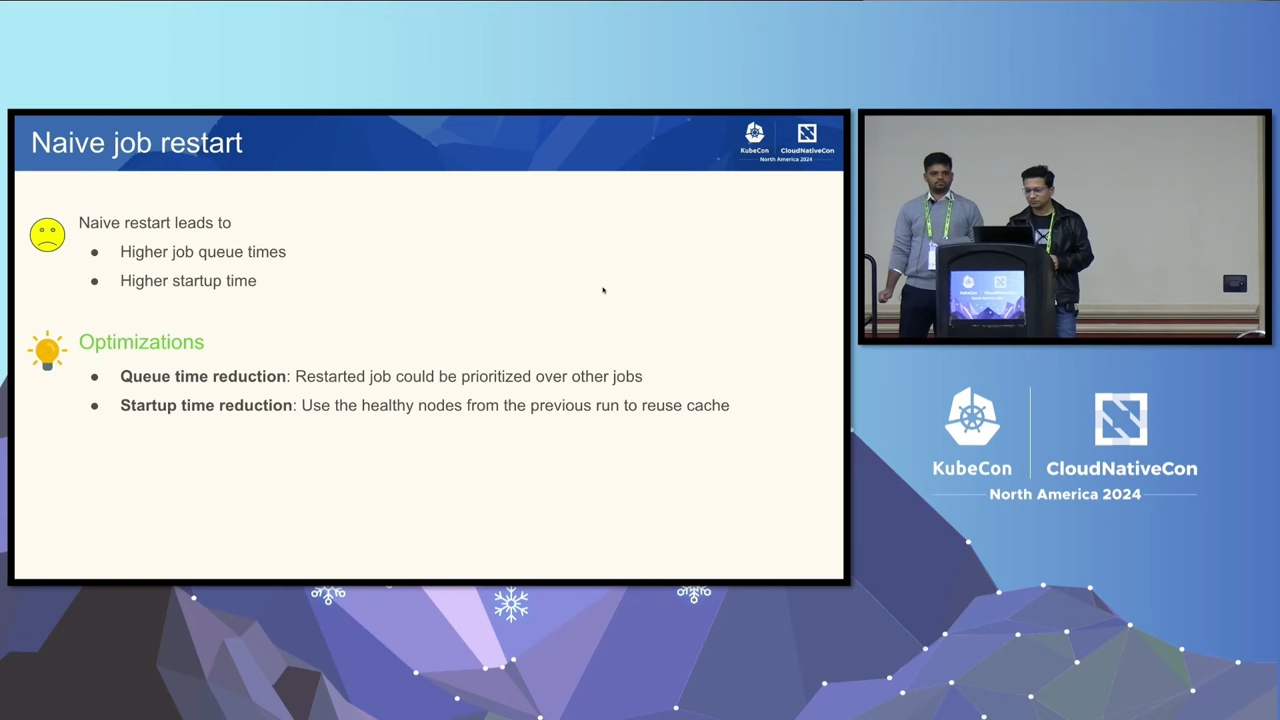 Naive job restart
KubeCon
CloudNativeCon
North America 2024
Naive restart leads to
Higher job queue times
Higher startup time
Optimizations
Queue time reduction: Restarted job could be prioritized over other jobs
Startup time reduction: Use the healthy nodes from the previous run to reuse cache
KubeCon
CloudNativeCon
North America 2024